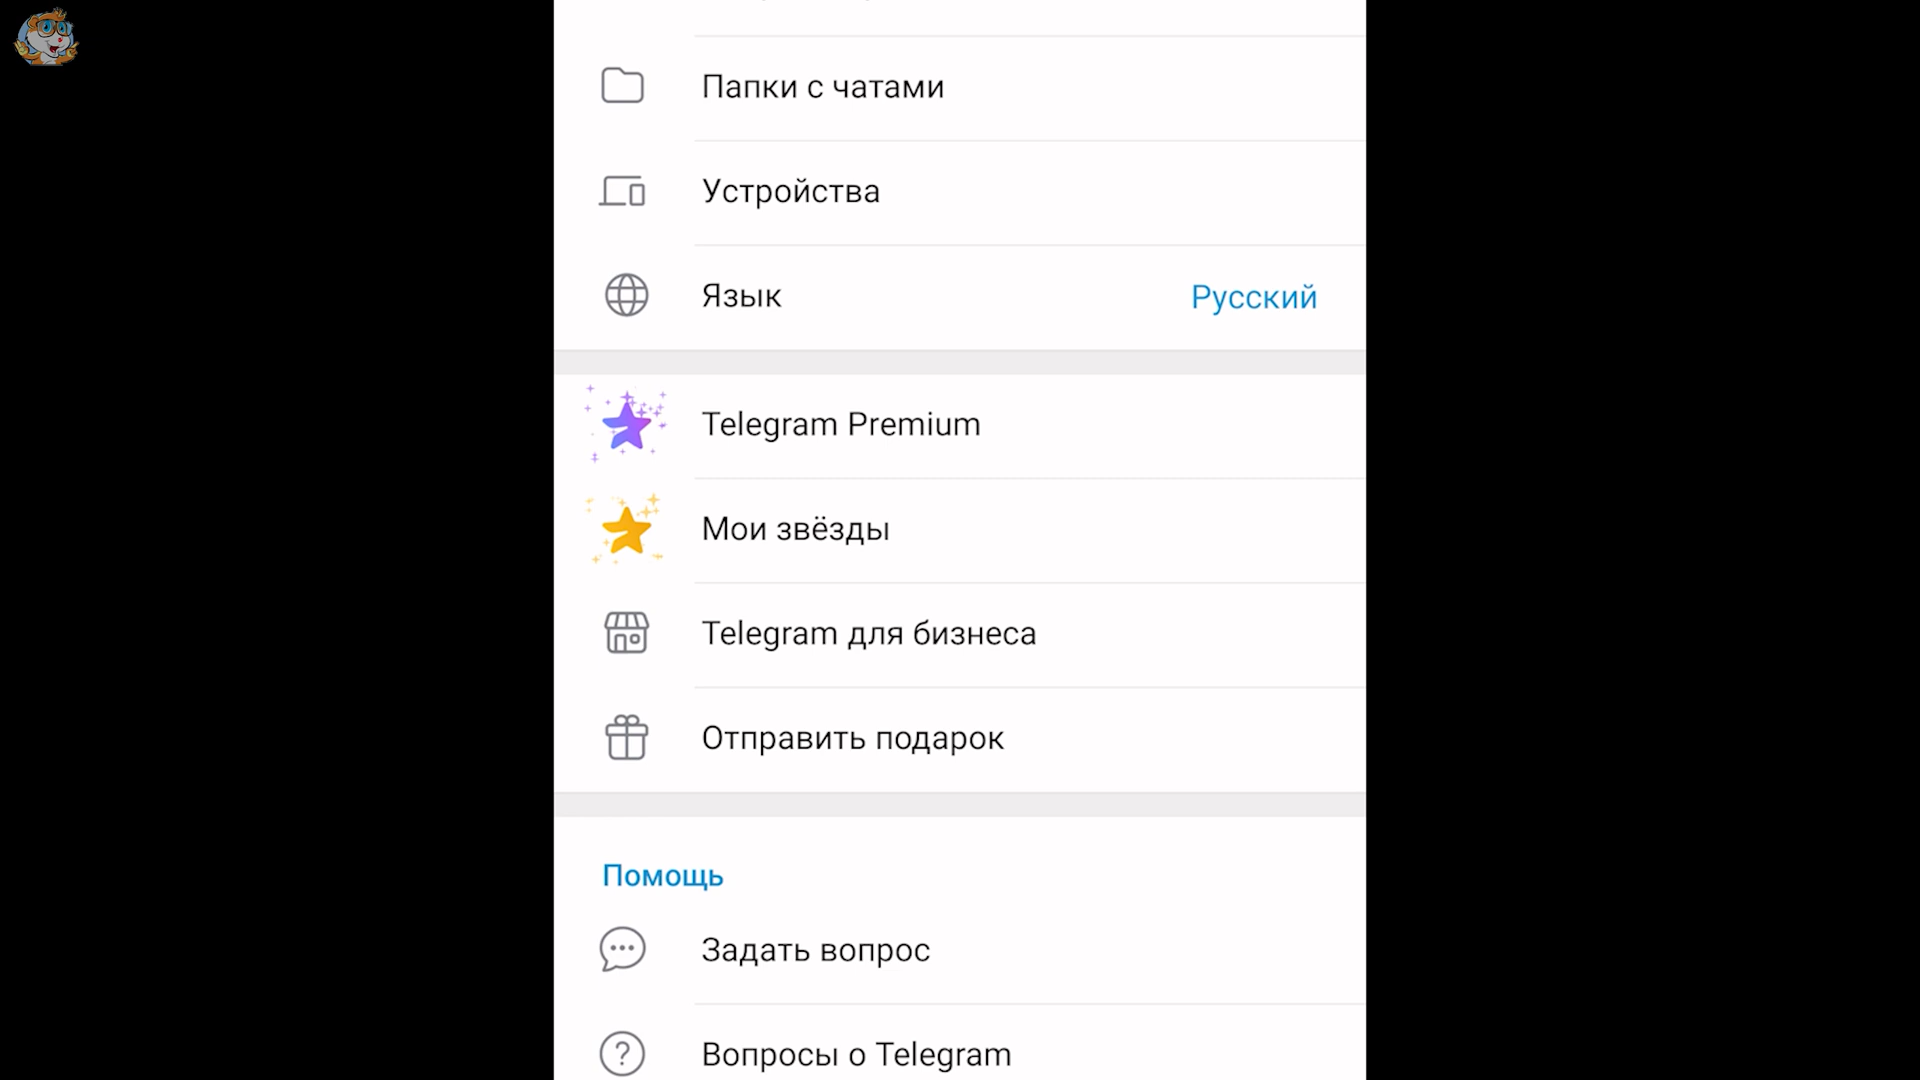 Папки с чатами
Устройства
Язык Русский
Telegram Premium
Мои звёзды
Telegram для бизнеса
Отправить подарок
Помощь
Задать вопрос
Вопросы о Telegram